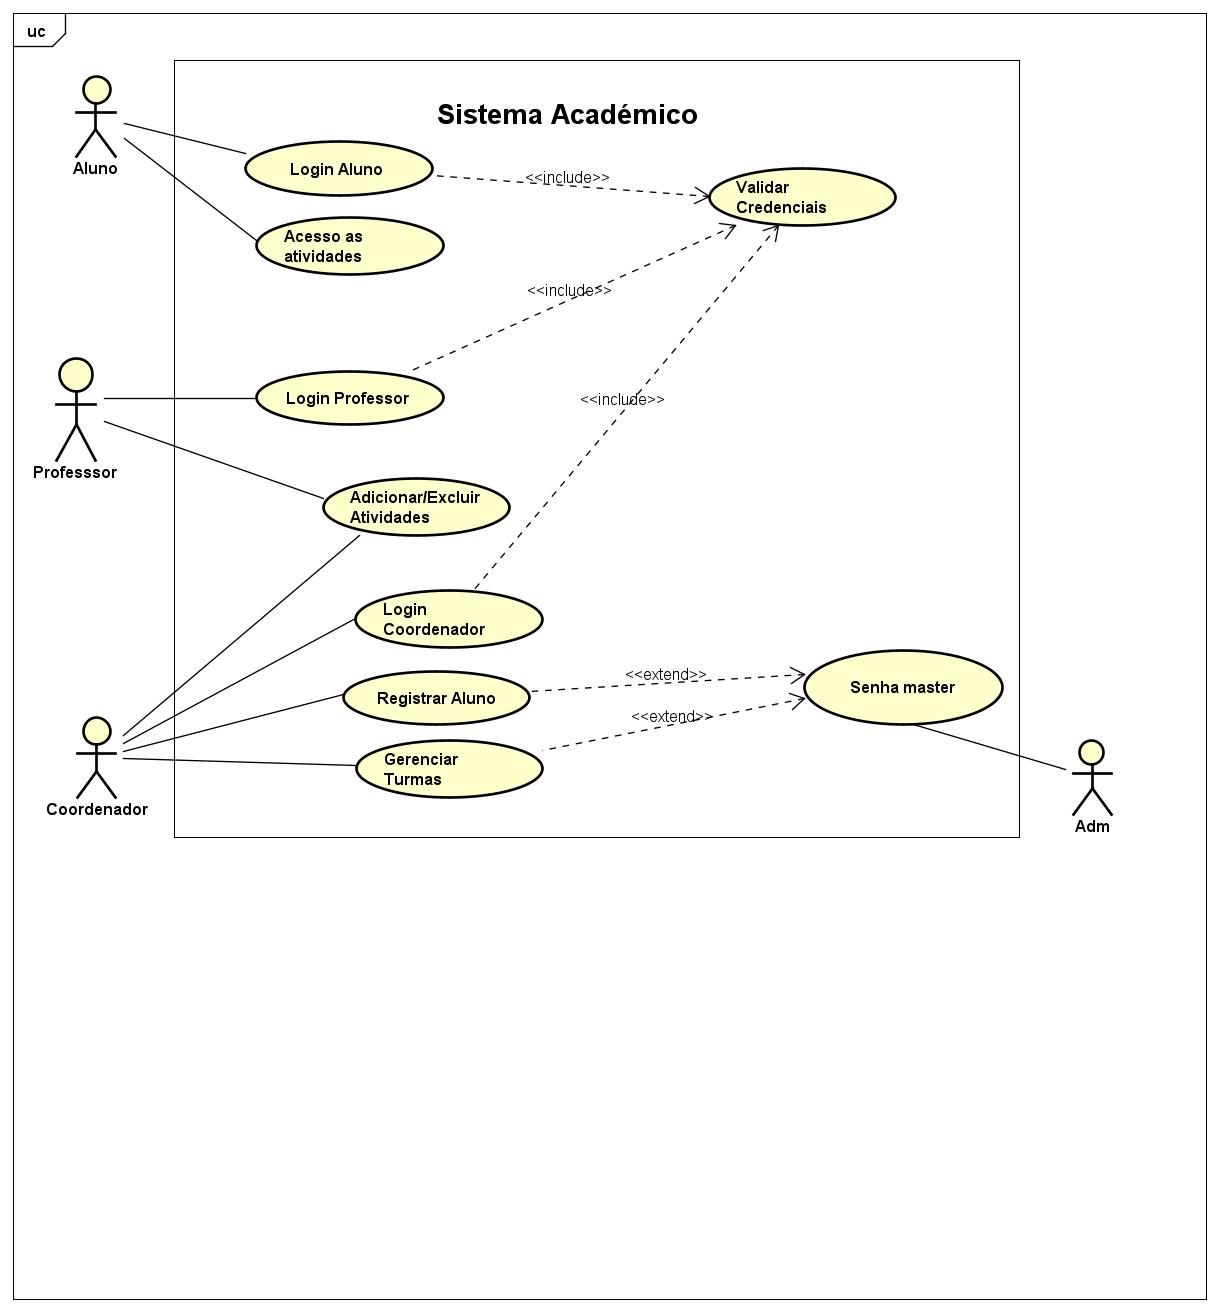 uc
Sistema Académico
Aluno
Login Aluno
<<include>>
Validar
Credenciais
Acesso as
atividades
<<include>>
Login Professor
<<include>>
Professsor
Adicionar/Excluir
Atividades
Login
Coordenador
Registrar Aluno
<<extend>>
Senha master
<<extend>>
Gerenciar
Turmas
Coordenador
Adm